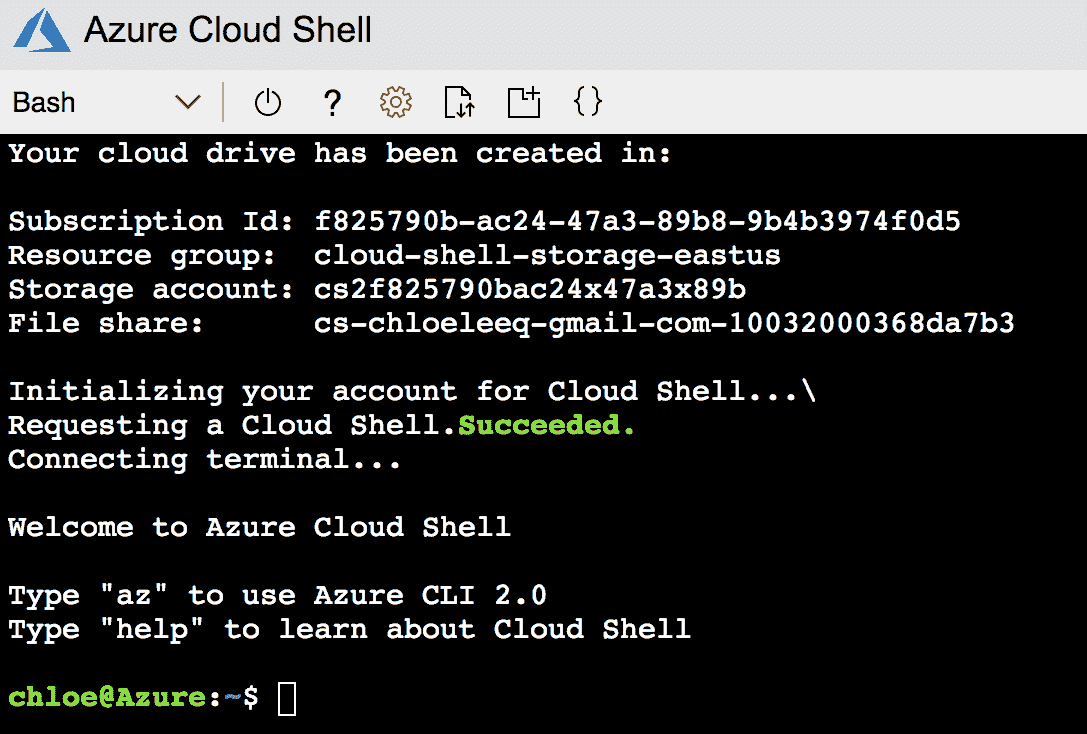 Azure Cloud Shell
Bash
?
{}
Your cloud drive has been created in:
Subscription Id: f825790b-ac24-47a3-89b8-9b4b3974f0d5
Resource group:  cloud-shell-storage-eastus
Storage account: cs2f825790bac24x47a3x89b
File share:      cs-chloeleeq-gmail-com-10032000368da7b3
Initializing your account for Cloud Shell...\
Requesting a Cloud Shell.Succeeded.
Connecting terminal...
Welcome to Azure Cloud Shell
Type "az" to use Azure CLI 2.0
Type "help" to learn about Cloud Shell
chloe@Azure:~$